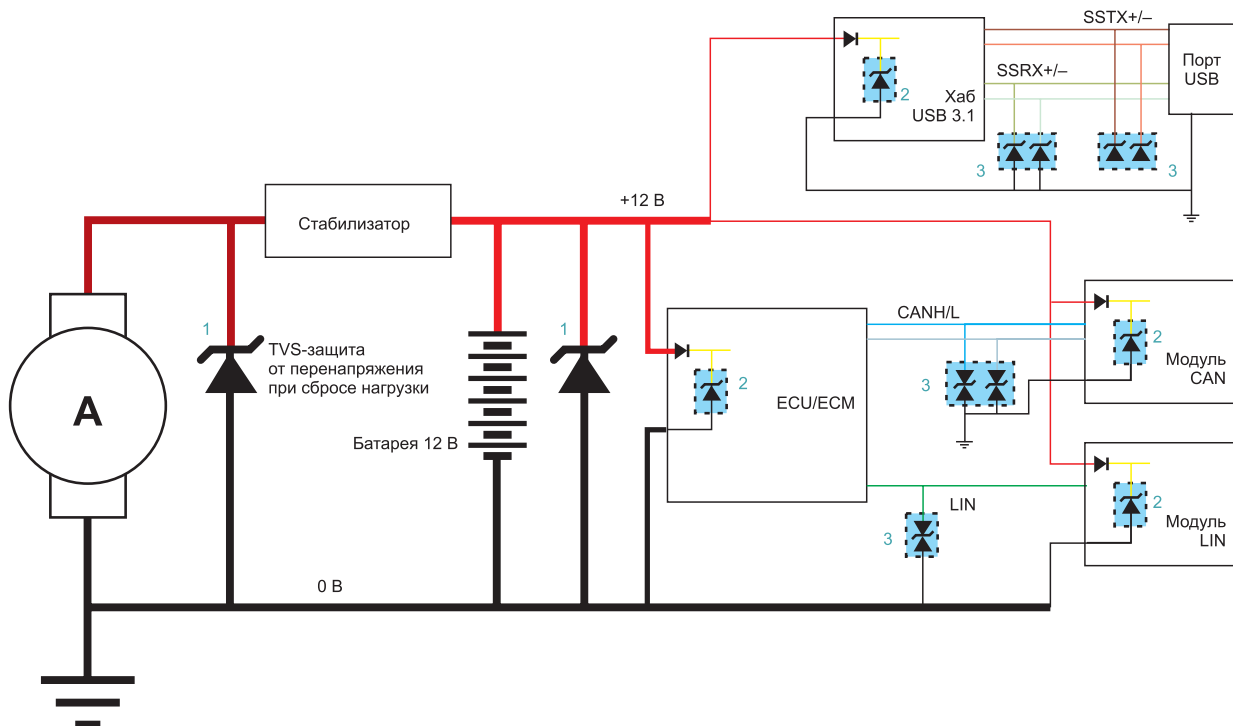 SSTX+/–
Порт
USB
SSRX+/–
2
Хаб
USB 3.1
3
3
+12 В
Стабилизатор
1
TVS-защита
от перенапряжения
при сбросе нагрузки
1
CANH/L
2
Модуль
CAN
A
2
3
ECU/ECM
Батарея 12 В
LIN
2
3
Модуль
LIN
0 В